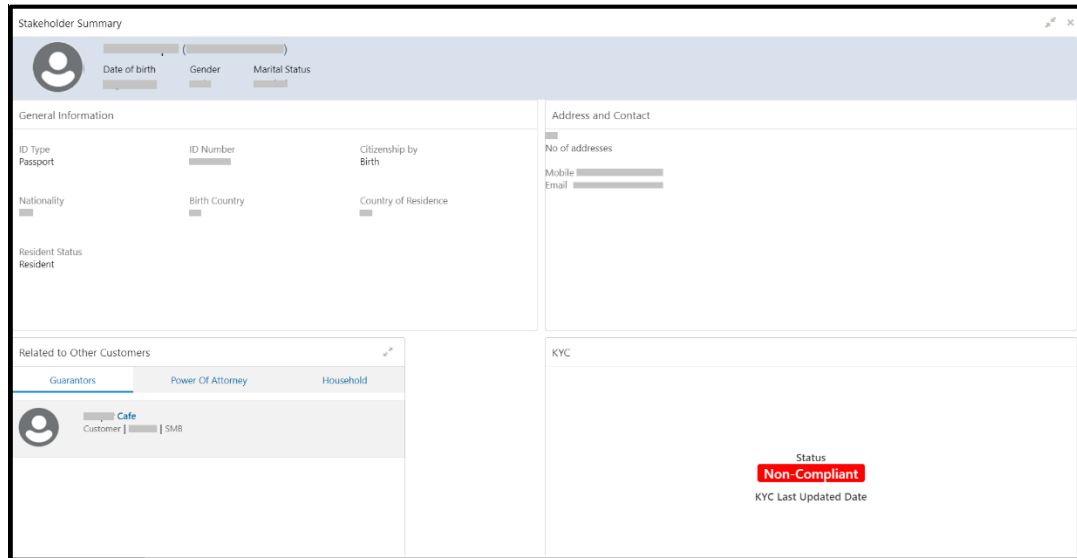 Stakeholder Summary
( )
Date of birth Gender Marital Status
General Information
ID Type ID Number Citizenship by
Passport Birth
Nationality Birth Country Country of Residence
Resident Status
Resident
Address and Contact
No of addresses
Mobile
Email
Related to Other Customers
Guarantors Power Of Attorney Household
Cafe
Customer | | SMB
KYC
Status
Non-Compliant
KYC Last Updated Date